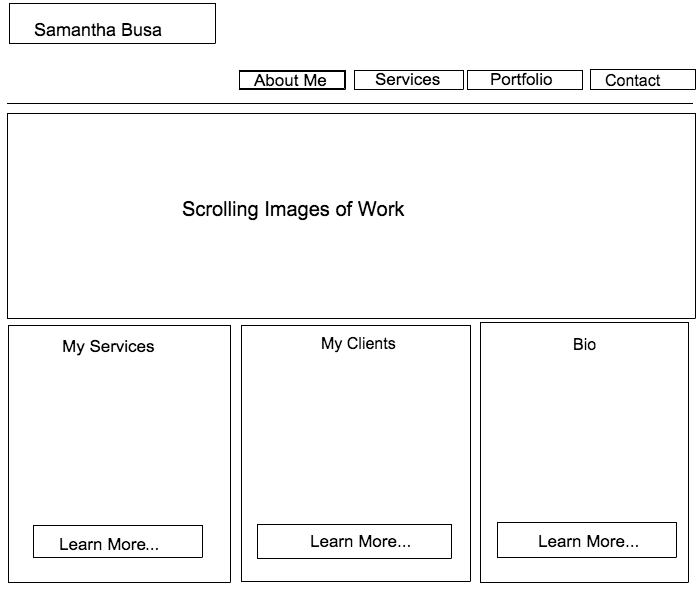 Samantha Busa
About Me
Services
Portfolio
Contact
Scrolling Images of Work
My Services
My Clients
Bio
Learn More...
Learn More...
Learn More...